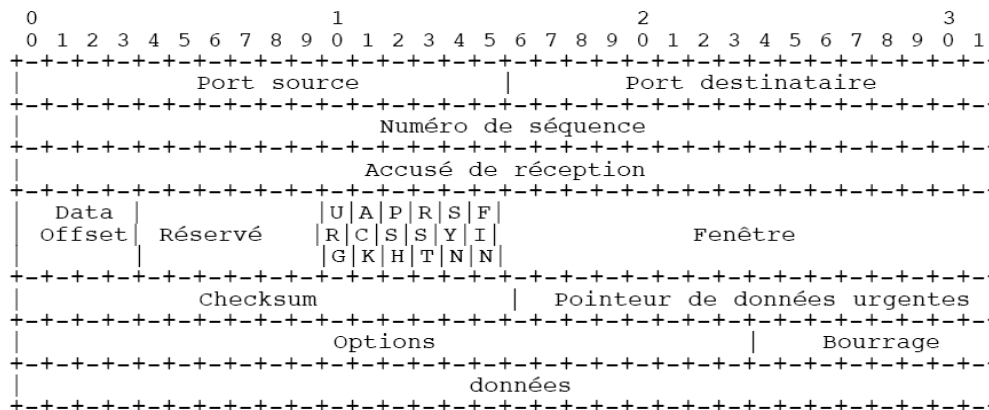 0 1 2 3
0 1 2 3 4 5 6 7 8 9 0 1 2 3 4 5 6 7 8 9 0 1 2 3 4 5 6 7 8 9 0 1
+-+-+-+-+-+-+-+-+-+-+-+-+-+-+-+-+-+-+-+-+-+-+-+-+-+-+-+-+-+-+-+-
| Port source | Port destinataire
+-+-+-+-+-+-+-+-+-+-+-+-+-+-+-+-+-+-+-+-+-+-+-+-+-+-+-+-+-+-+-+-
| Numéro de séquence
+-+-+-+-+-+-+-+-+-+-+-+-+-+-+-+-+-+-+-+-+-+-+-+-+-+-+-+-+-+-+-+-
| Accusé de réception
+-+-+-+-+-+-+-+-+-+-+-+-+-+-+-+-+-+-+-+-+-+-+-+-+-+-+-+-+-+-+-+-
| Data | |U|A|P|R|S|F|
| Offset| Réservé |R|C|S|S|Y|I| Fenêtre
| | |G|K|H|T|N|N|
+-+-+-+-+-+-+-+-+-+-+-+-+-+-+-+-+-+-+-+-+-+-+-+-+-+-+-+-+-+-+-+-
| Checksum | Pointeur de données urgentes
+-+-+-+-+-+-+-+-+-+-+-+-+-+-+-+-+-+-+-+-+-+-+-+-+-+-+-+-+-+-+-+-
| Options | Bourrage
+-+-+-+-+-+-+-+-+-+-+-+-+-+-+-+-+-+-+-+-+-+-+-+-+-+-+-+-+-+-+-+-
| données
+-+-+-+-+-+-+-+-+-+-+-+-+-+-+-+-+-+-+-+-+-+-+-+-+-+-+-+-+-+-+-+-